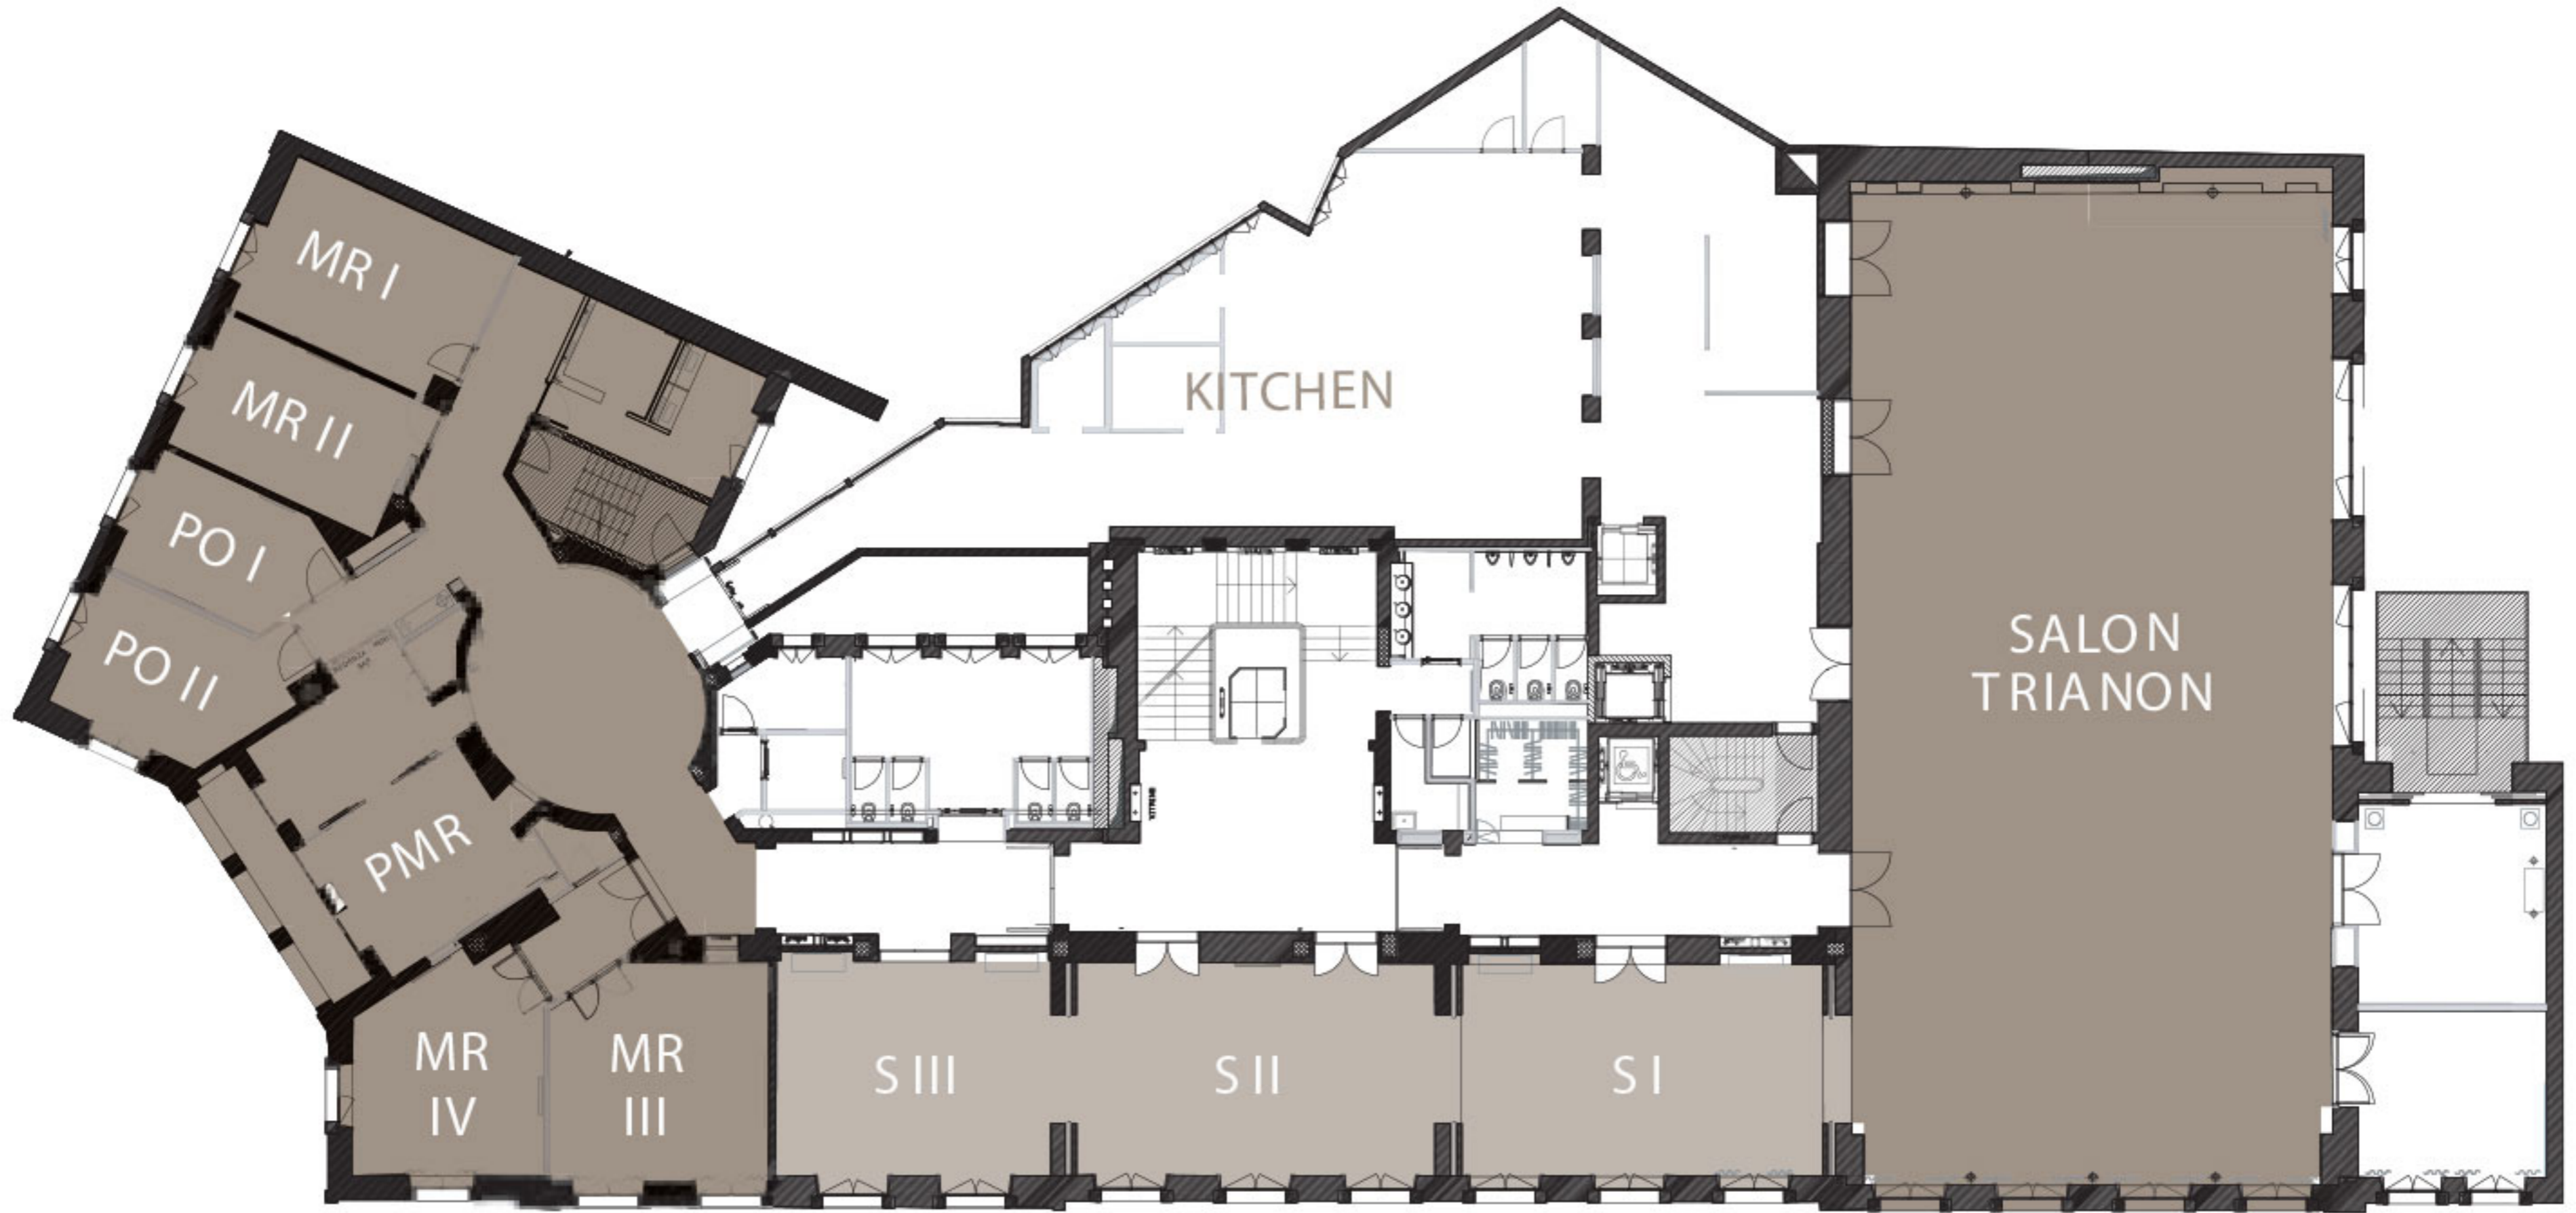 MR I
KITCHEN
MR II
PO I
PO II
SALON
TRIANON
PMR
MR
IV
MR
III
S III
S II
S I